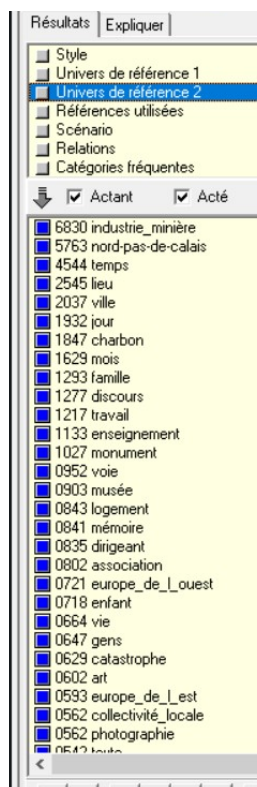 Résultats Expliquer
Style
Univers de référence 1
Univers de référence 2
Références utilisées
Scénario
Relations
Catégories fréquentes
Actant Acté
6830 industrie_minière
5763 nord-pas-de-calais
4544 temps
2545 lieu
2037 ville
1932 jour
1847 charbon
1629 mois
1293 famille
1277 discours
1217 travail
1133 enseignement
1027 monument
0952 voie
0903 musée
0843 logement
0841 mémoire
0835 dirigeant
0802 association
0721 europe_de_l_ouest
0718 enfant
0664 vie
0647 gens
0629 catastrophe
0602 art
0593 europe_de_l_est
0562 collectivité_locale
0562 photographie